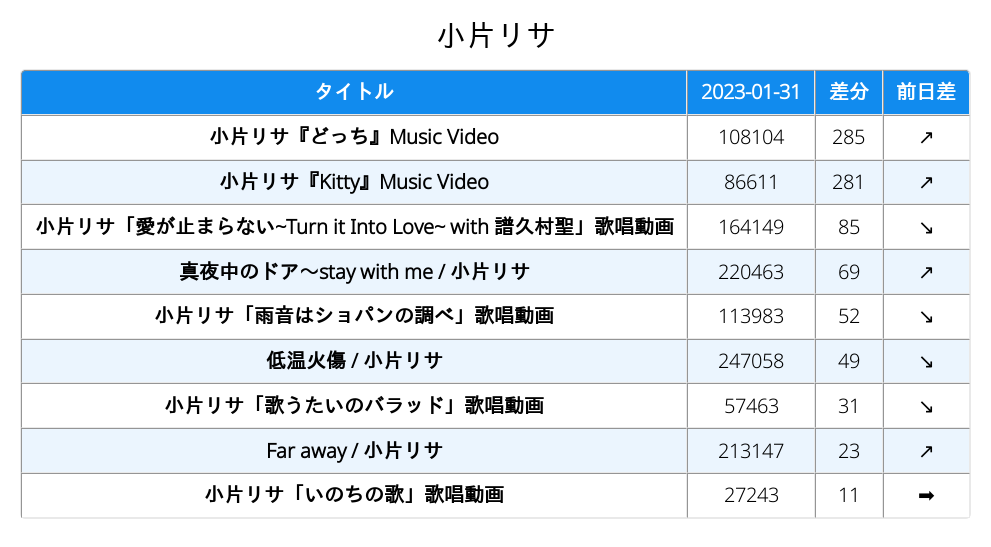 小片リサ
タイトル 2023-01-31 差分 前日差
小片リサ『どっち』Music Video 108104 285 ↗
小片リサ『Kitty』Music Video 86611 281 ↗
小片リサ「愛が止まらない~Turn it Into Love~ with 譜久村聖」歌唱動画 164149 85 ↘
真夜中のドア〜stay with me / 小片リサ 220463 69 ↗
小片リサ「雨音はショパンの調べ」歌唱動画 113983 52 ↘
低温火傷 / 小片リサ 247058 49 ↘
小片リサ「歌うたいのバラッド」歌唱動画 57463 31 ↘
Far away / 小片リサ 213147 23 ↗
小片リサ「いのちの歌」歌唱動画 27243 11 ➡